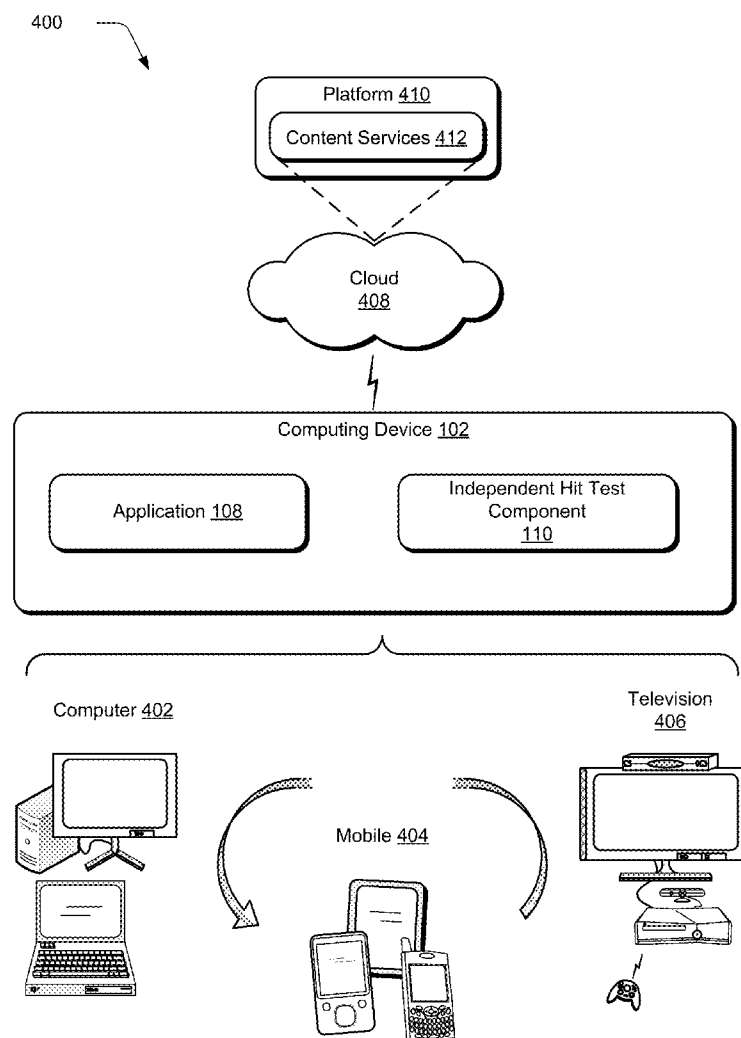 400
Platform 410
Content Services 412
Cloud
408
Computing Device 102
Application 108
Independent Hit Test
Component
110
Computer 402
Television
406
Mobile 404